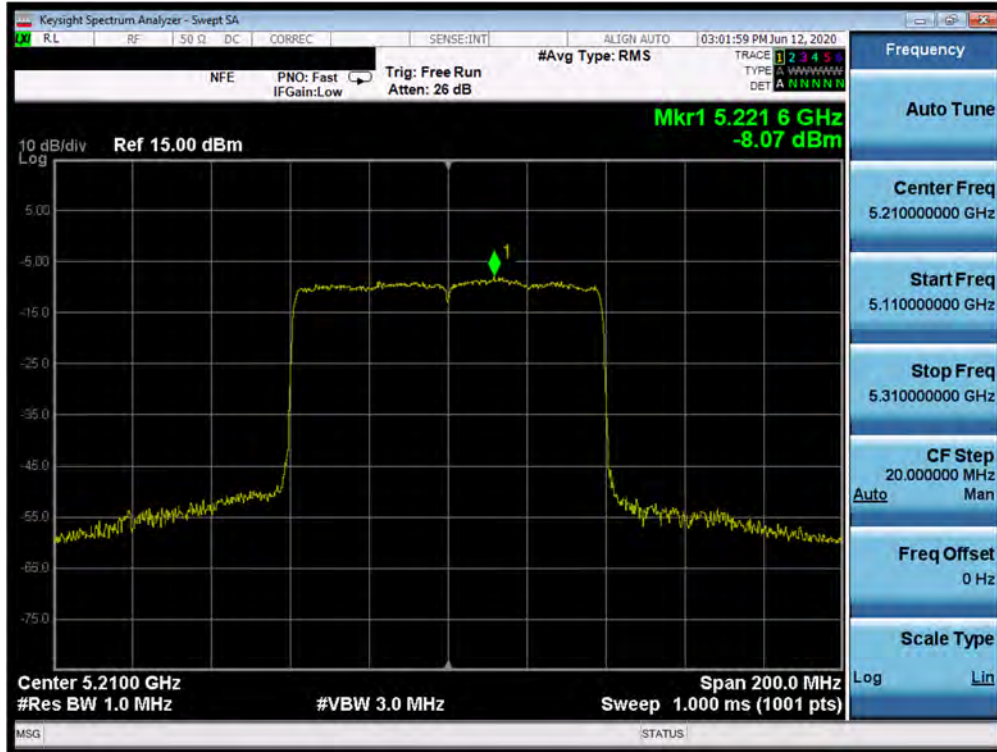 Keysight Spectrum Analyzer - Swept SA
LXI RL RF 50 Ω DC CORREC SENSE:INT ALIGN AUTO 03:01:59 PM Jun 12, 2020
NFE PNO: Fast Trig: Free Run #Avg Type: RMS TRACE 1 2 3 4 5 6
IFGain:Low Atten: 26 dB TYPE A WWWWW
DET A N N N N N
Mkr1 5.221 6 GHz
-8.07 dBm
10 dB/div Ref 15.00 dBm
Log
5.00
-5.00
-15.0
-25.0
-35.0
-45.0
-55.0
-65.0
-75.0
1
Center 5.2100 GHz Span 200.0 MHz
#Res BW 1.0 MHz #VBW 3.0 MHz Sweep 1.000 ms (1001 pts)
MSG STATUS
Frequency
Auto Tune
Center Freq
5.210000000 GHz
Start Freq
5.110000000 GHz
Stop Freq
5.310000000 GHz
CF Step
20.000000 MHz
Auto Man
Freq Offset
0 Hz
Scale Type
Log Lin